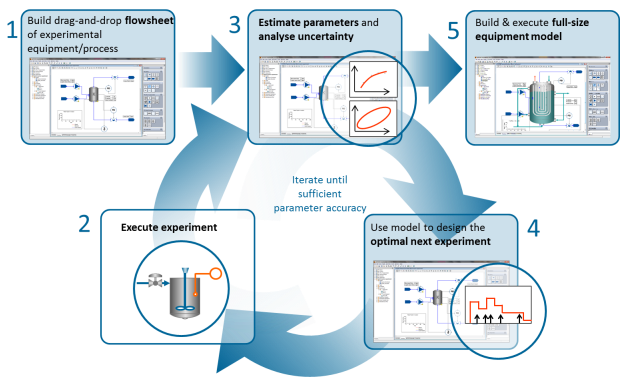 1
Build drag-and-drop flowsheet
of experimental
equipment/process
3
Estimate parameters and
analyse uncertainty
5
Build & execute full-size
equipment model
Iterate until
sufficient
parameter accuracy
2
Execute experiment
Use model to design the
optimal next experiment
4